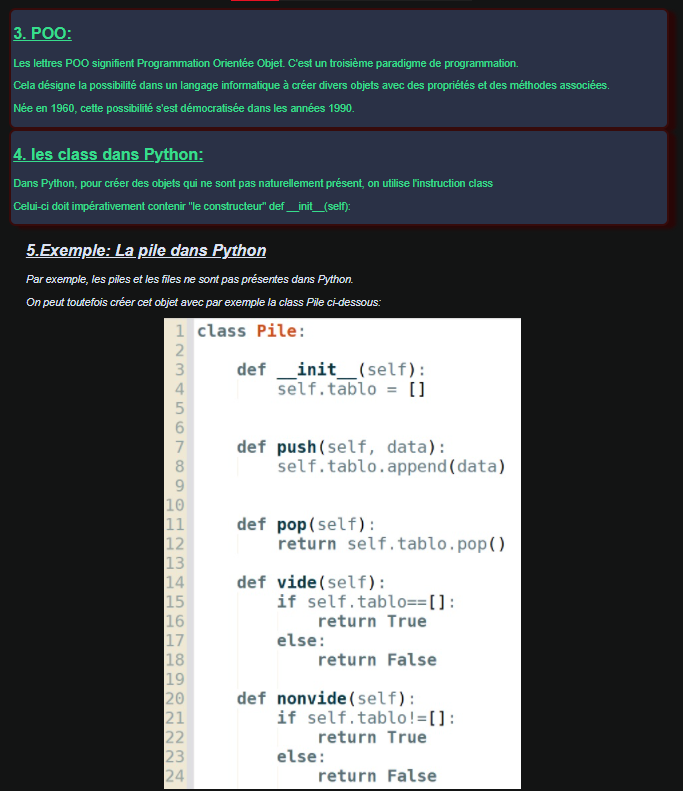 3. POO:
Les lettres POO signifient Programmation Orientée Objet. C'est un troisième paradigme de programmation.
Cela désigne la possibilité dans un langage informatique à créer divers objets avec des propriétés et des méthodes associées.
Née en 1960, cette possibilité s'est démocratisée dans les années 1990.
4. les class dans Python:
Dans Python, pour créer des objets qui ne sont pas naturellement présent, on utilise l'instruction class
Celui-ci doit impérativement contenir "le constructeur" def __init__(self):
5.Exemple: La pile dans Python
Par exemple, les piles et les files ne sont pas présentes dans Python.
On peut toutefois créer cet objet avec par exemple la class Pile ci-dessous:
1 class Pile:
2
3     def __init__(self):
4         self.tablo = []
5
6
7     def push(self, data):
8         self.tablo.append(data)
9
10
11     def pop(self):
12         return self.tablo.pop()
13
14     def vide(self):
15         if self.tablo==[]:
16             return True
17         else:
18             return False
19
20     def nonvide(self):
21         if self.tablo!=[]:
22             return True
23         else:
24             return False